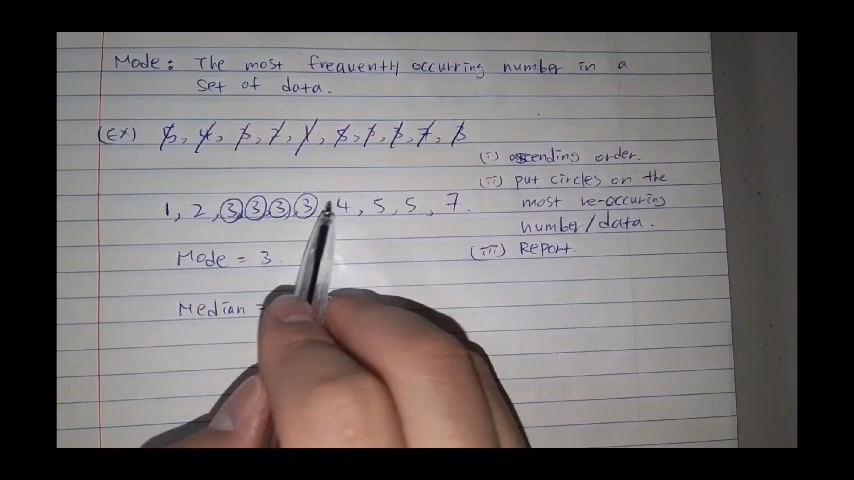 Mode: The most frequently occurring number in a
set of data.
(Ex)
(i) ascending order.
(ii) put circles on the
most re-occuring
number/data.
(iii) Report.
1, 2, 3, 3, 3, 3, 4, 5, 5, 7.
Mode = 3.
Median =